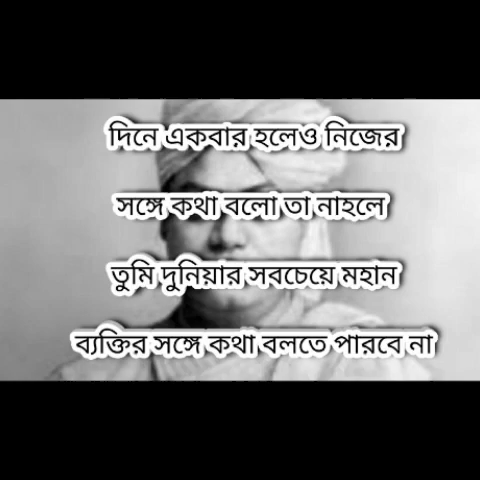 দিনে একবার হলেও নিজের
সঙ্গে কথা বলো তা নাহলে
তুমি দুনিয়ার সবচেয়ে মহান
ব্যক্তির সঙ্গে কথা বলতে পারবে না